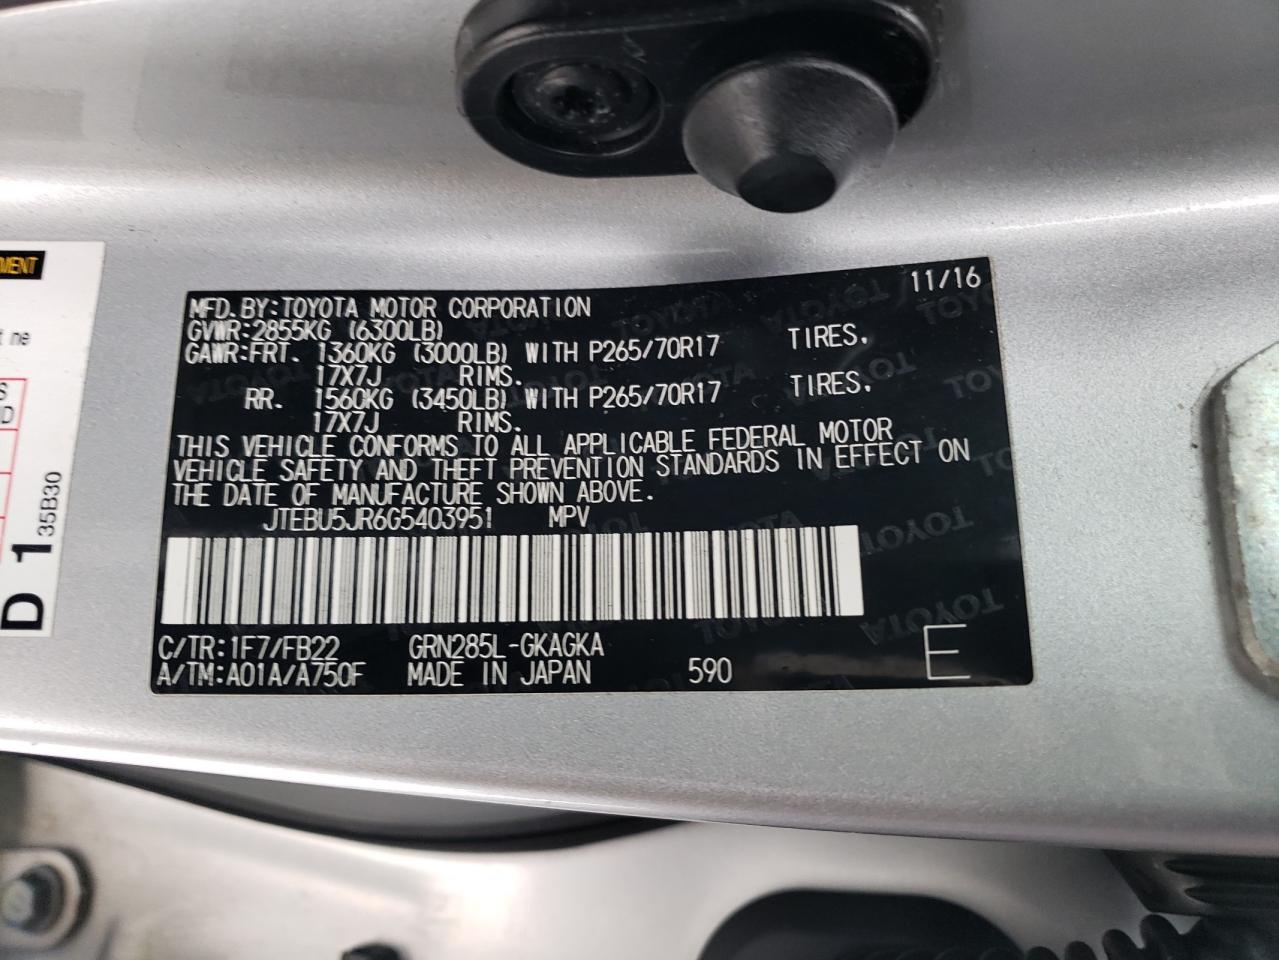 MENT
t ne
S
D
D 1
35B30
11/16
MFD. BY: TOYOTA MOTOR CORPORATION
GVWR: 2855KG (6300LB)
GAWR: FRT. 1360KG (3000LB) WITH P265/70R17 TIRES.
17X7J RIMS.
RR. 1560KG (3450LB) WITH P265/70R17 TIRES.
17X7J RIMS.
THIS VEHICLE CONFORMS TO ALL APPLICABLE FEDERAL MOTOR
VEHICLE SAFETY AND THEFT PREVENTION STANDARDS IN EFFECT ON
THE DATE OF MANUFACTURE SHOWN ABOVE.
JTEBU5JR6G5403951 MPV
C/TR: 1F7/FB22 GRN285L-GKAGKA
A/TM: A01A/A750F MADE IN JAPAN 590 E